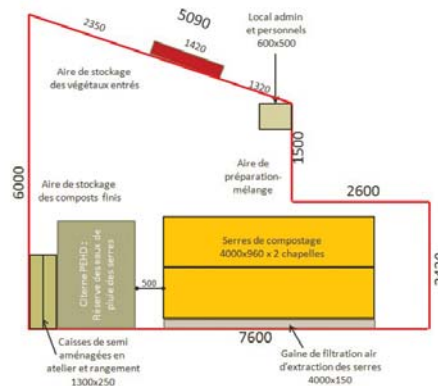 5090
2350
1420
1320
Local admin
et personnels
600x500
Aire de stockage
des végétaux entrés
1500
6000
Aire de
préparation-
mélange
Aire de stockage
des composts finis
2600
Citerne PEHD :
Réserve des eaux de
pluie des serres
Serres de compostage
4000x960 x 2 chapelles
500
7600
Caisses de semi
aménagées en
atelier et rangement
1300x250
Gaine de filtration air
d'extraction des serres
4000x150